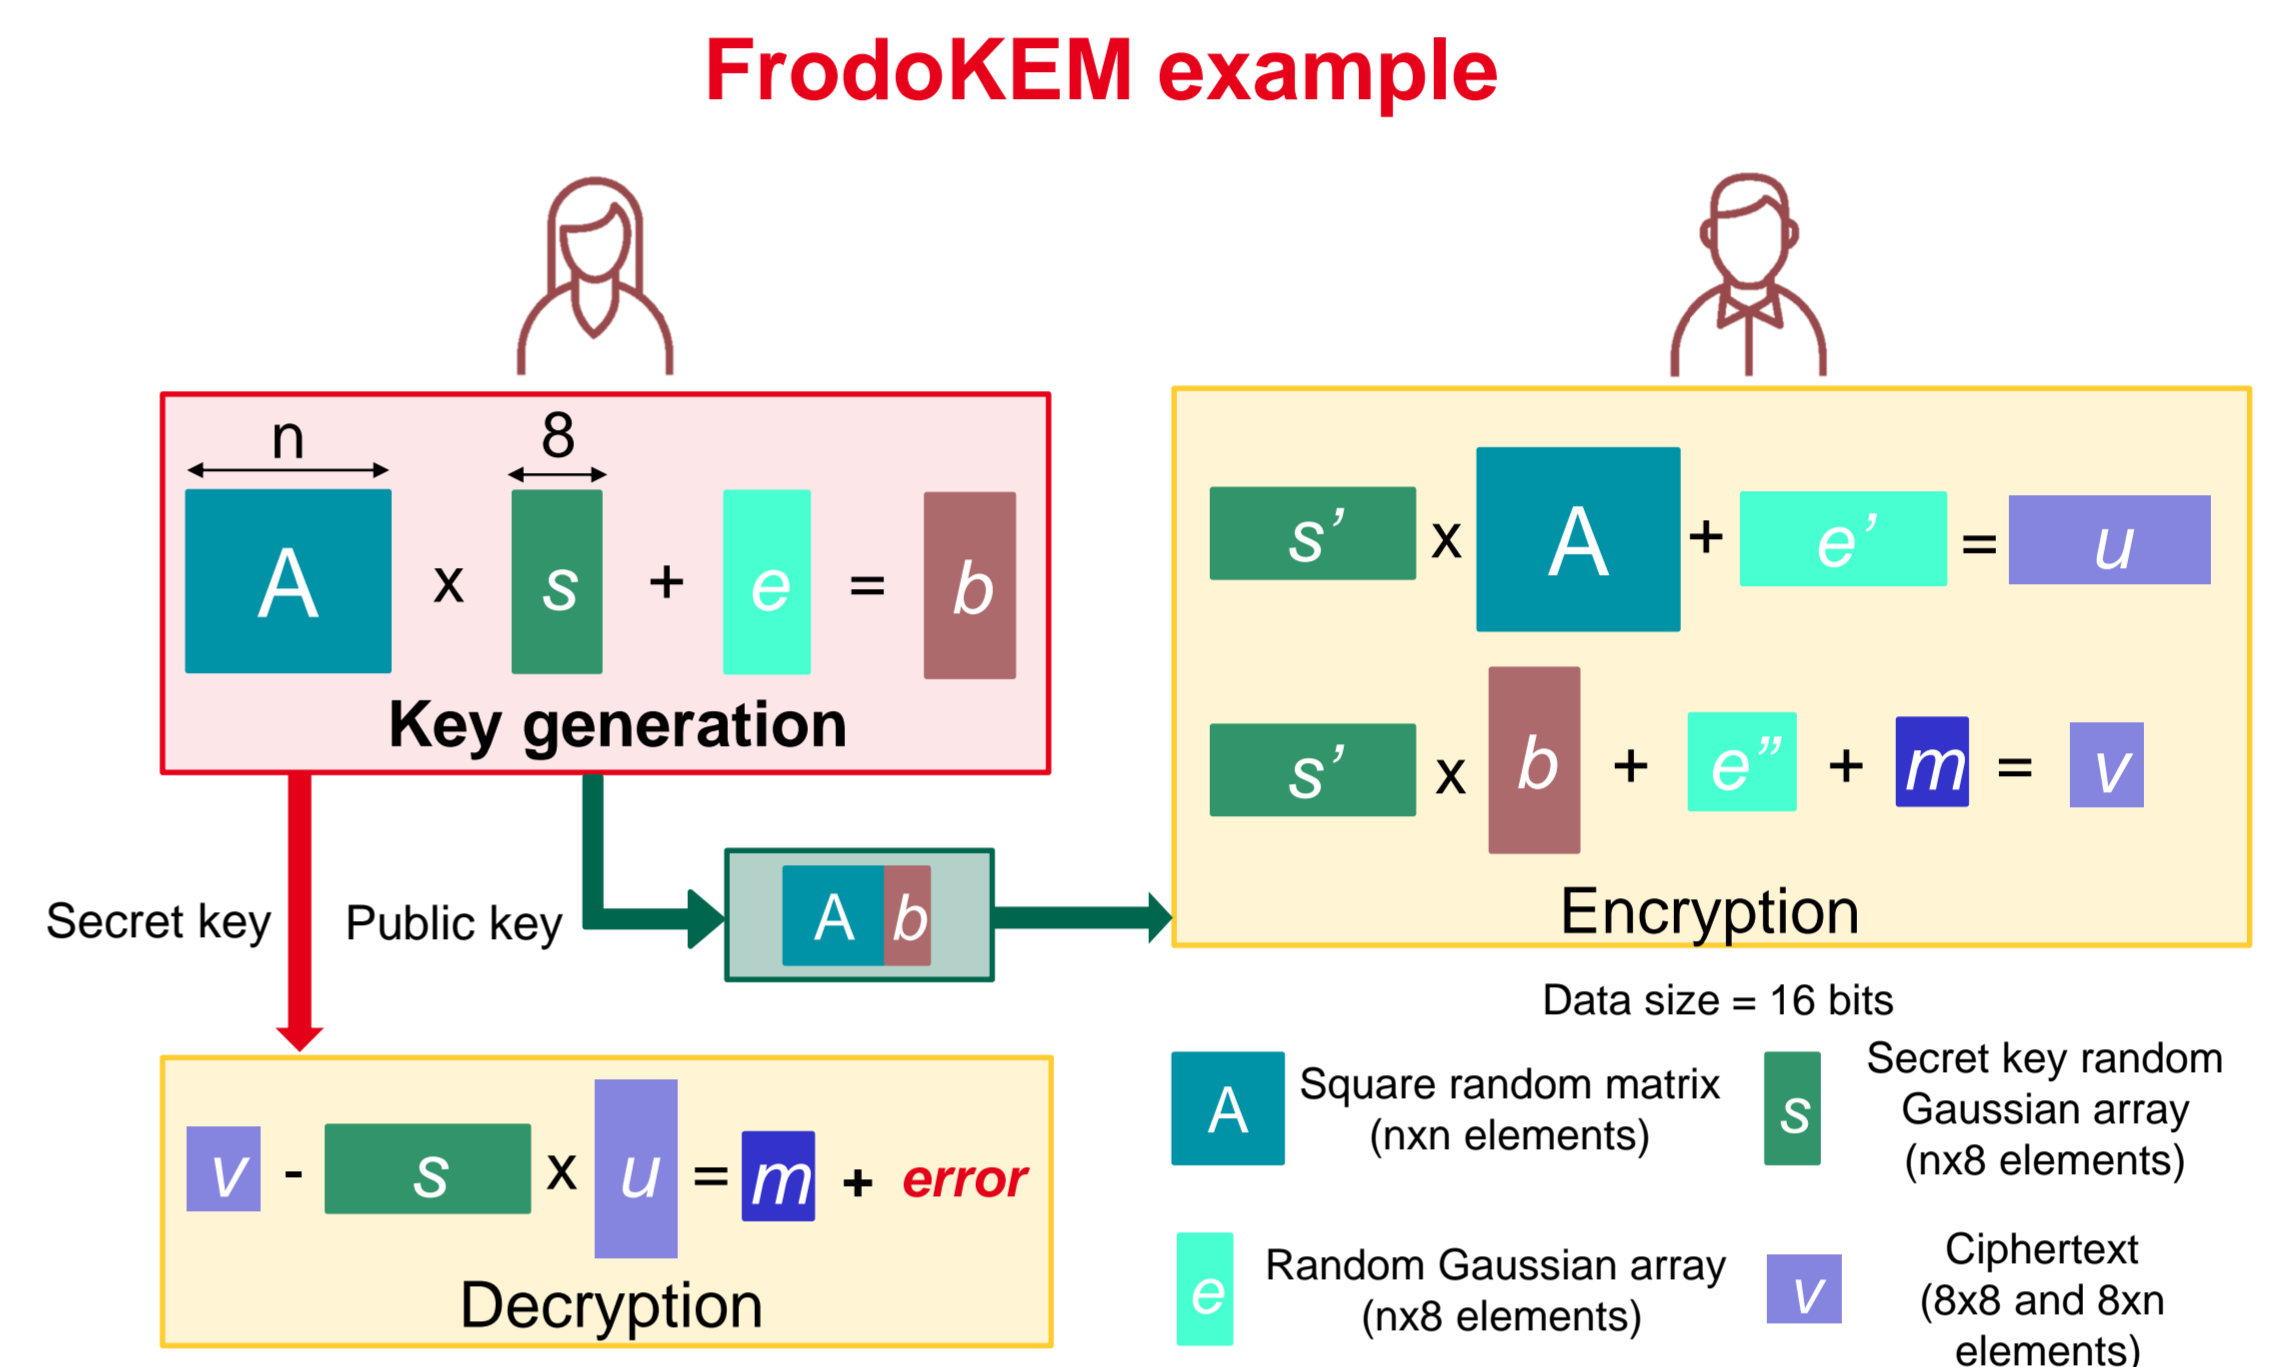 FrodoKEM example
n
8
A x s + e = b
Key generation
s’ x A + e’ = u
s’ x b + e” + m = v
Encryption
Secret key
Public key
A b
v - s x u = m + error
Decryption
Data size = 16 bits
A
Square random matrix
(nxn elements)
s
Secret key random
Gaussian array
(nx8 elements)
e
Random Gaussian array
(nx8 elements)
v
Ciphertext
(8x8 and 8xn
elements)